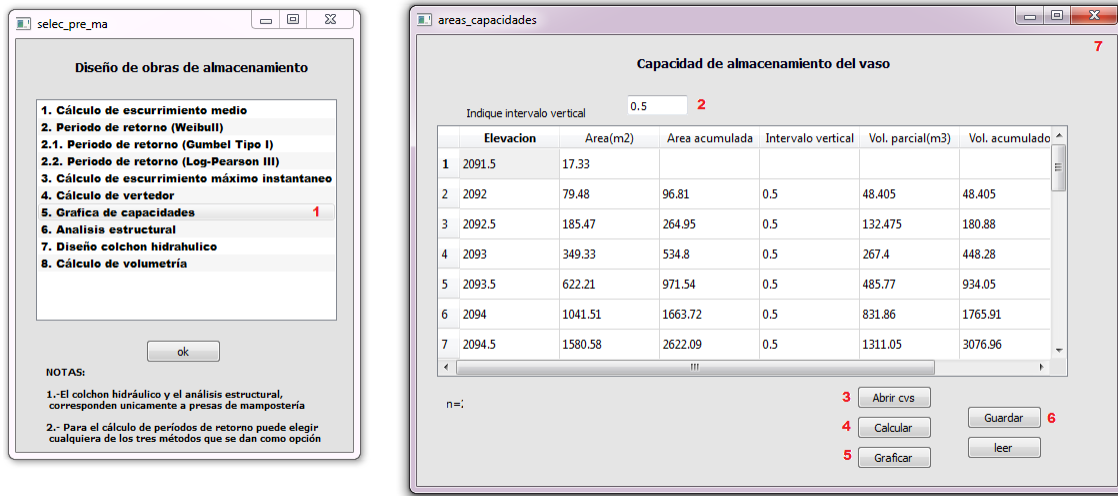 selec_pre_ma
Diseño de obras de almacenamiento
1. Cálculo de escurrimiento medio
2. Periodo de retorno (Weibull)
2.1. Periodo de retorno (Gumbel Tipo I)
2.2. Periodo de retorno (Log-Pearson III)
3. Cálculo de escurrimiento máximo instantaneo
4. Cálculo de vertedor
5. Grafica de capacidades 1
6. Analisis estructural
7. Diseño colchon hidrahulico
8. Cálculo de volumetría
ok
NOTAS:
1.-El colchon hidráulico y el análisis estructural,
corresponden unicamente a presas de mampostería
2.- Para el cálculo de períodos de retorno puede elegir
cualquiera de los tres métodos que se dan como opción
areas_capacidades
7
Capacidad de almacenamiento del vaso
Indique intervalo vertical 0.5 2
Elevacion Area(m2) Area acumulada Intervalo vertical Vol. parcial(m3) Vol. acumulado
1 2091.5 17.33
2 2092 79.48 96.81 0.5 48.405 48.405
3 2092.5 185.47 264.95 0.5 132.475 180.88
4 2093 349.33 534.8 0.5 267.4 448.28
5 2093.5 622.21 971.54 0.5 485.77 934.05
6 2094 1041.51 1663.72 0.5 831.86 1765.91
7 2094.5 1580.58 2622.09 0.5 1311.05 3076.96
n=
3 Abrir cvs
4 Calcular
5 Graficar
Guardar 6
leer